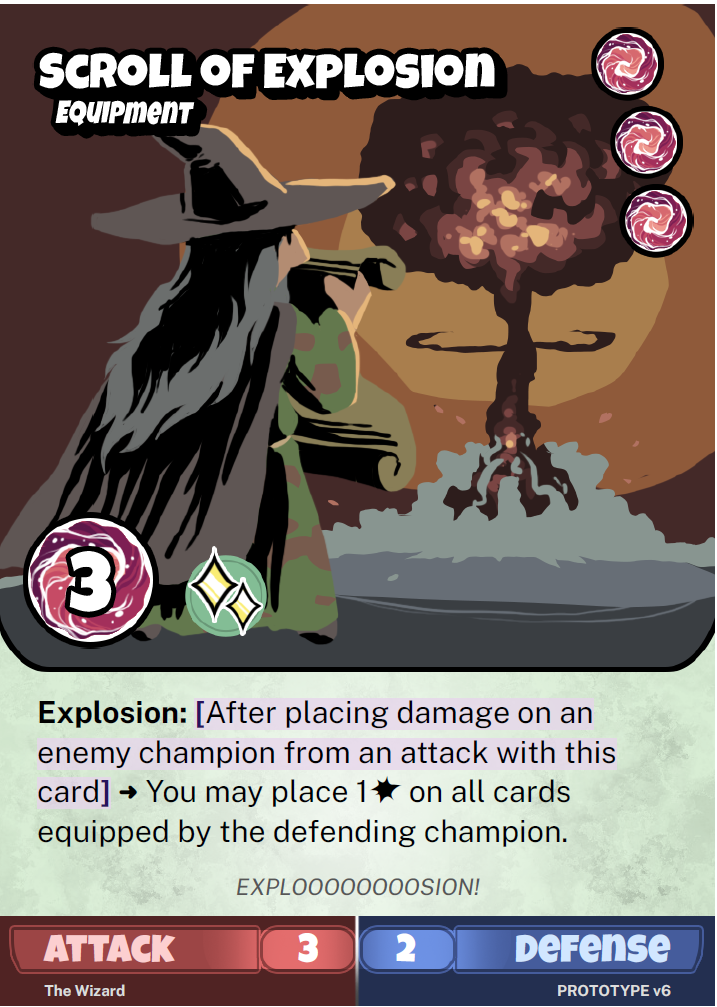 SCROLL OF EXPLOSION
EQUIPMENT
3
Explosion: [After placing damage on an
enemy champion from an attack with this
card] ➜ You may place 1 on all cards
equipped by the defending champion.
EXPLOOOOOOOOSION!
ATTACK 3 2 DEFENSE
The Wizard PROTOTYPE v6